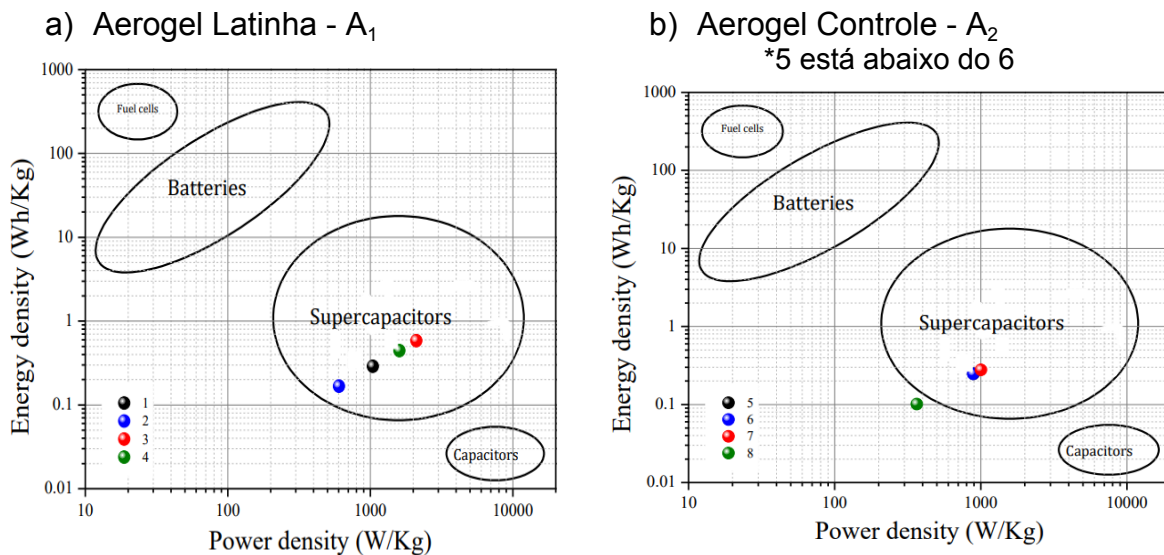 a) Aerogel Latinha - A₁
1000
100
10
1
0.1
0.01
Energy density (Wh/Kg)
Fuel cells
Batteries
Supercapacitors
Capacitors
1
2
3
4
10
100
1000
10000
Power density (W/Kg)
b) Aerogel Controle - A₂
*5 está abaixo do 6
1000
100
10
1
0.1
0.01
Energy density (Wh/Kg)
Fuel cells
Batteries
Supercapacitors
Capacitors
5
6
7
8
10
100
1000
10000
Power density (W/Kg)